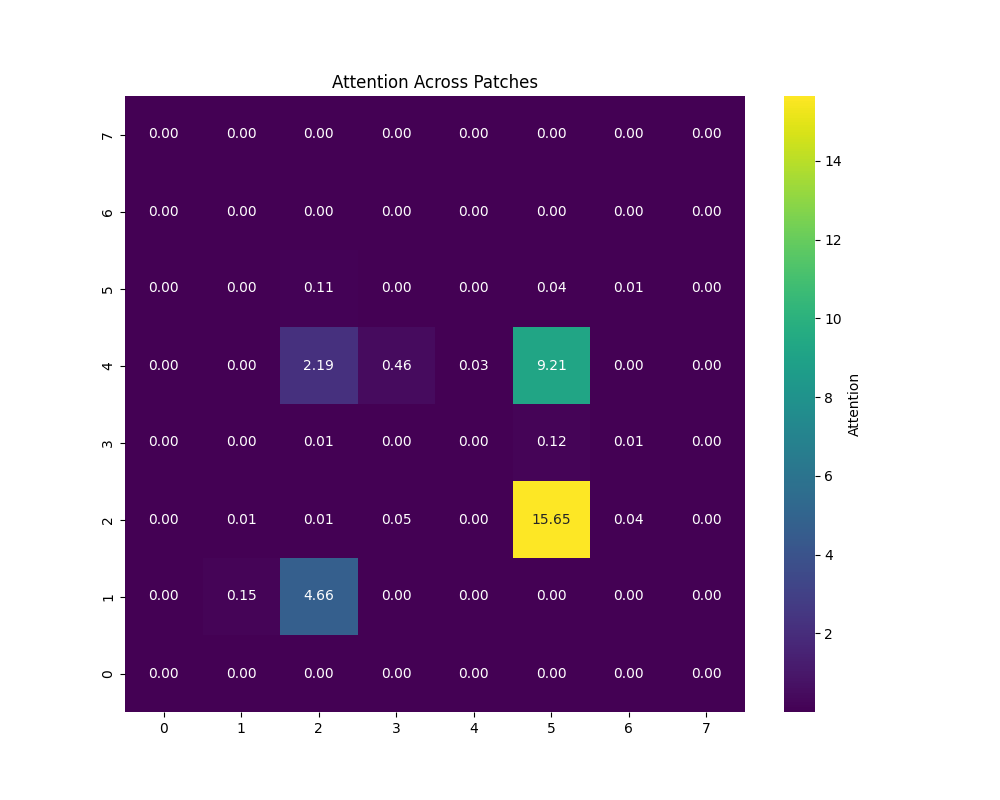 Attention Across Patches
7 0.00 0.00 0.00 0.00 0.00 0.00 0.00 0.00
6 0.00 0.00 0.00 0.00 0.00 0.00 0.00 0.00
5 0.00 0.00 0.11 0.00 0.00 0.04 0.01 0.00
4 0.00 0.00 2.19 0.46 0.03 9.21 0.00 0.00
3 0.00 0.00 0.01 0.00 0.00 0.12 0.01 0.00
2 0.00 0.01 0.01 0.05 0.00 15.65 0.04 0.00
1 0.00 0.15 4.66 0.00 0.00 0.00 0.00 0.00
0 0.00 0.00 0.00 0.00 0.00 0.00 0.00 0.00
0 1 2 3 4 5 6 7
14
12
10
8
6
4
2
Attention